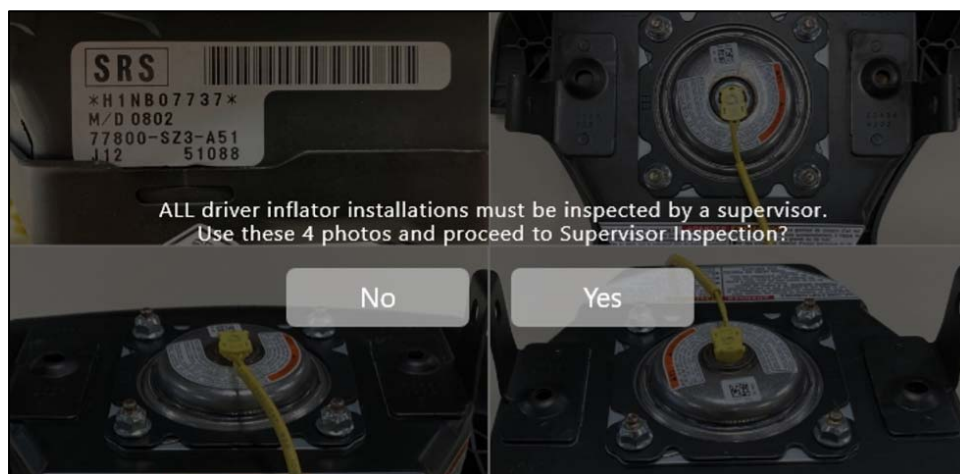 SRS
*H1NB07737*
M/D 0802
77800-SZ3-A51
J12 51088
ALL driver inflator installations must be inspected by a supervisor.
Use these 4 photos and proceed to Supervisor Inspection?
No Yes